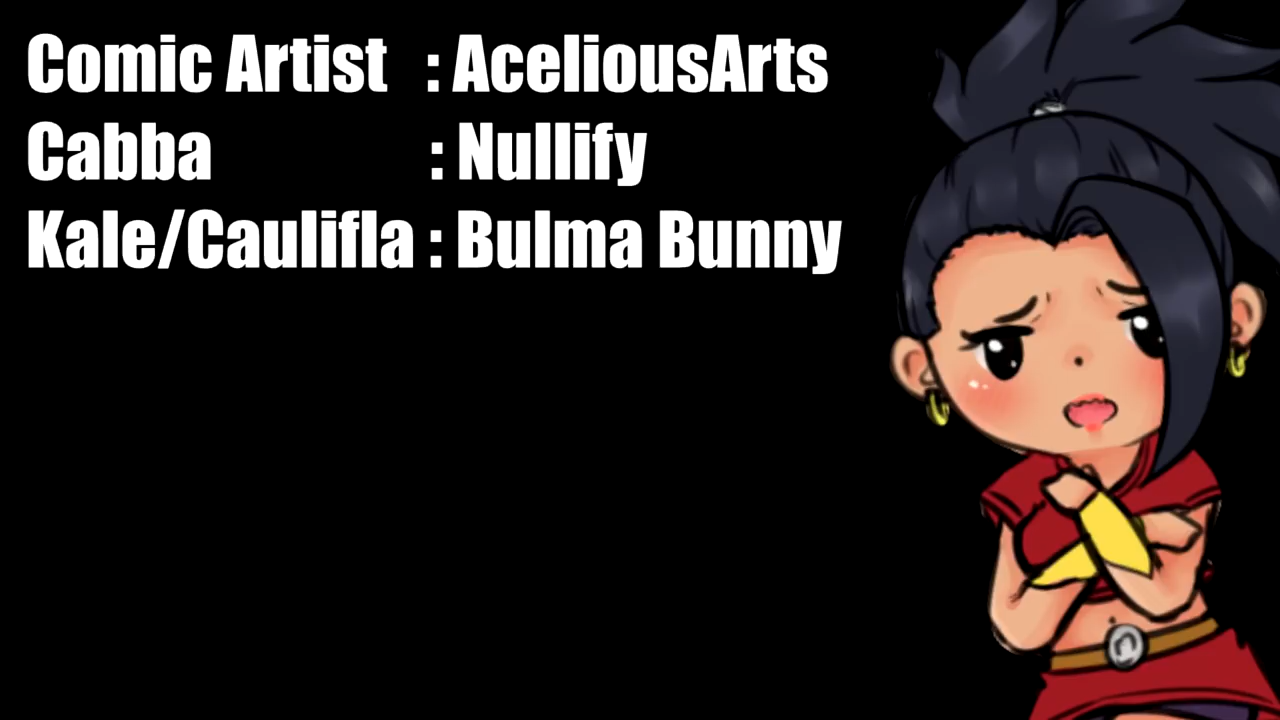 Comic Artist : AceliousArts
Cabba : Nullify
Kale/Caulifla : Bulma Bunny